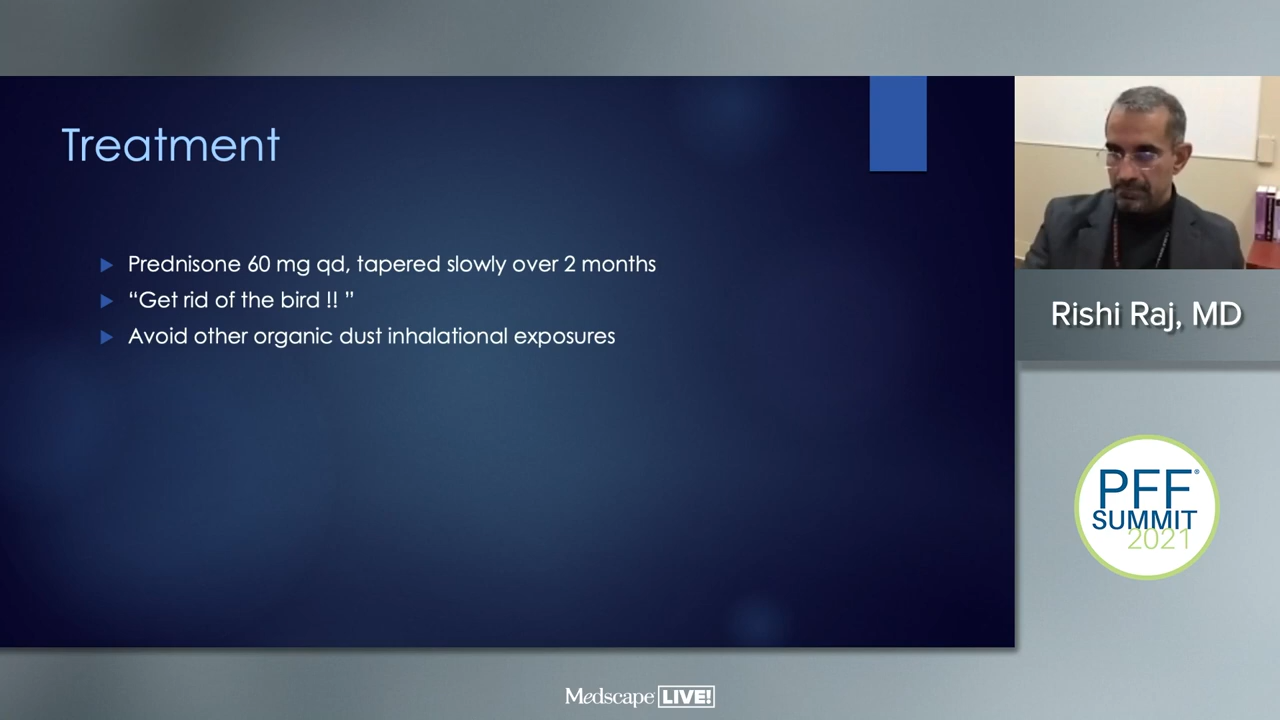 Treatment
Prednisone 60 mg qd, tapered slowly over 2 months
“Get rid of the bird !! ”
Avoid other organic dust inhalational exposures
Rishi Raj, MD
PFF®
SUMMIT
2021
Medscape LIVE!